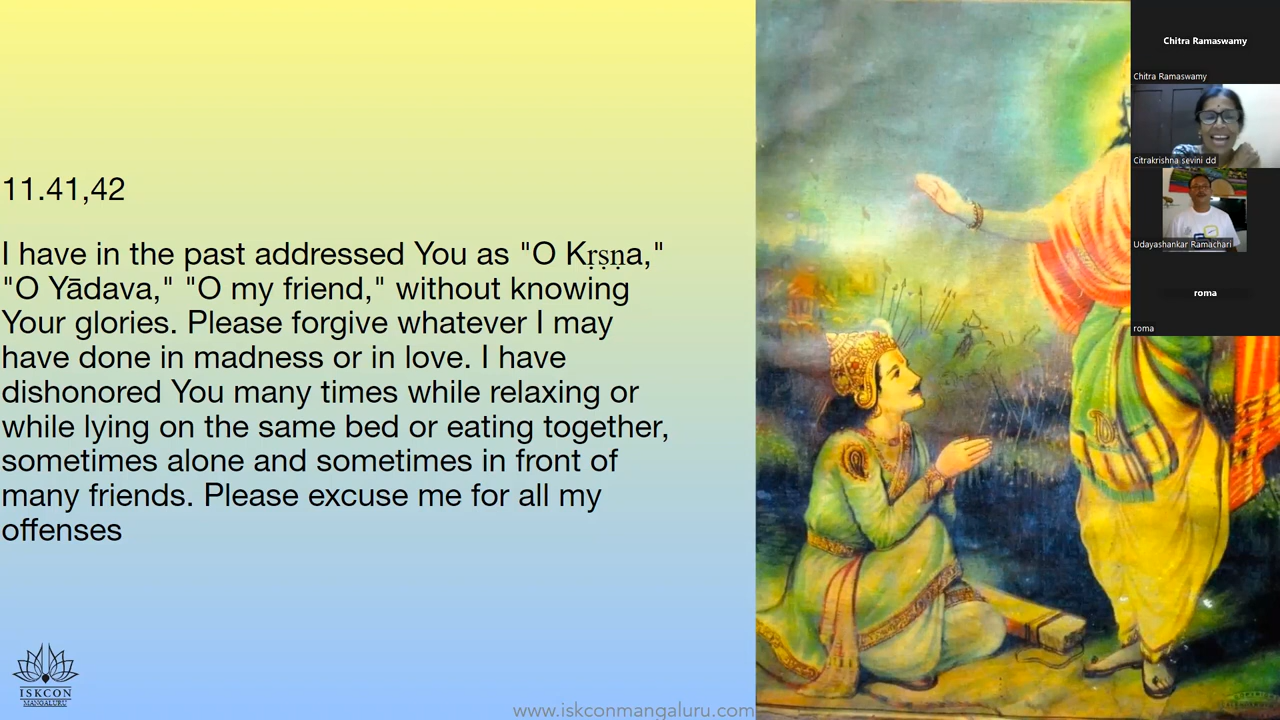 11.41,42
I have in the past addressed You as "O Kṛṣṇa,"
"O Yādava," "O my friend," without knowing
Your glories. Please forgive whatever I may
have done in madness or in love. I have
dishonored You many times while relaxing or
while lying on the same bed or eating together,
sometimes alone and sometimes in front of
many friends. Please excuse me for all my
offenses
ISKCON
MANGALURU
www.iskconmangaluru.com
Chitra Ramaswamy
Chitra Ramaswamy
Citrakrishna sevini dd
Udayashankar Ramachari
roma
roma